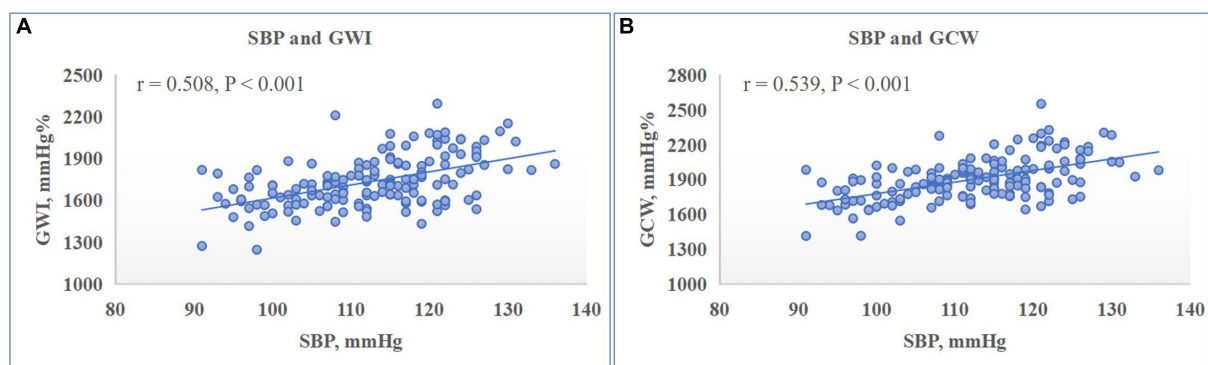 A
SBP and GWI
r = 0.508, P < 0.001
GWI, mmHg%
2500
2200
1900
1600
1300
1000
80 90 100 110 120 130 140
SBP, mmHg
B
SBP and GCW
r = 0.539, P < 0.001
GCW, mmHg%
2800
2500
2200
1900
1600
1300
1000
80 90 100 110 120 130 140
SBP, mmHg